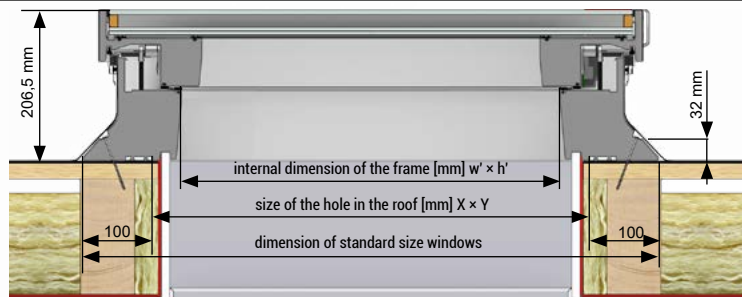 206,5 mm
32 mm
internal dimension of the frame [mm] w' × h'
size of the hole in the roof [mm] X × Y
100
100
dimension of standard size windows